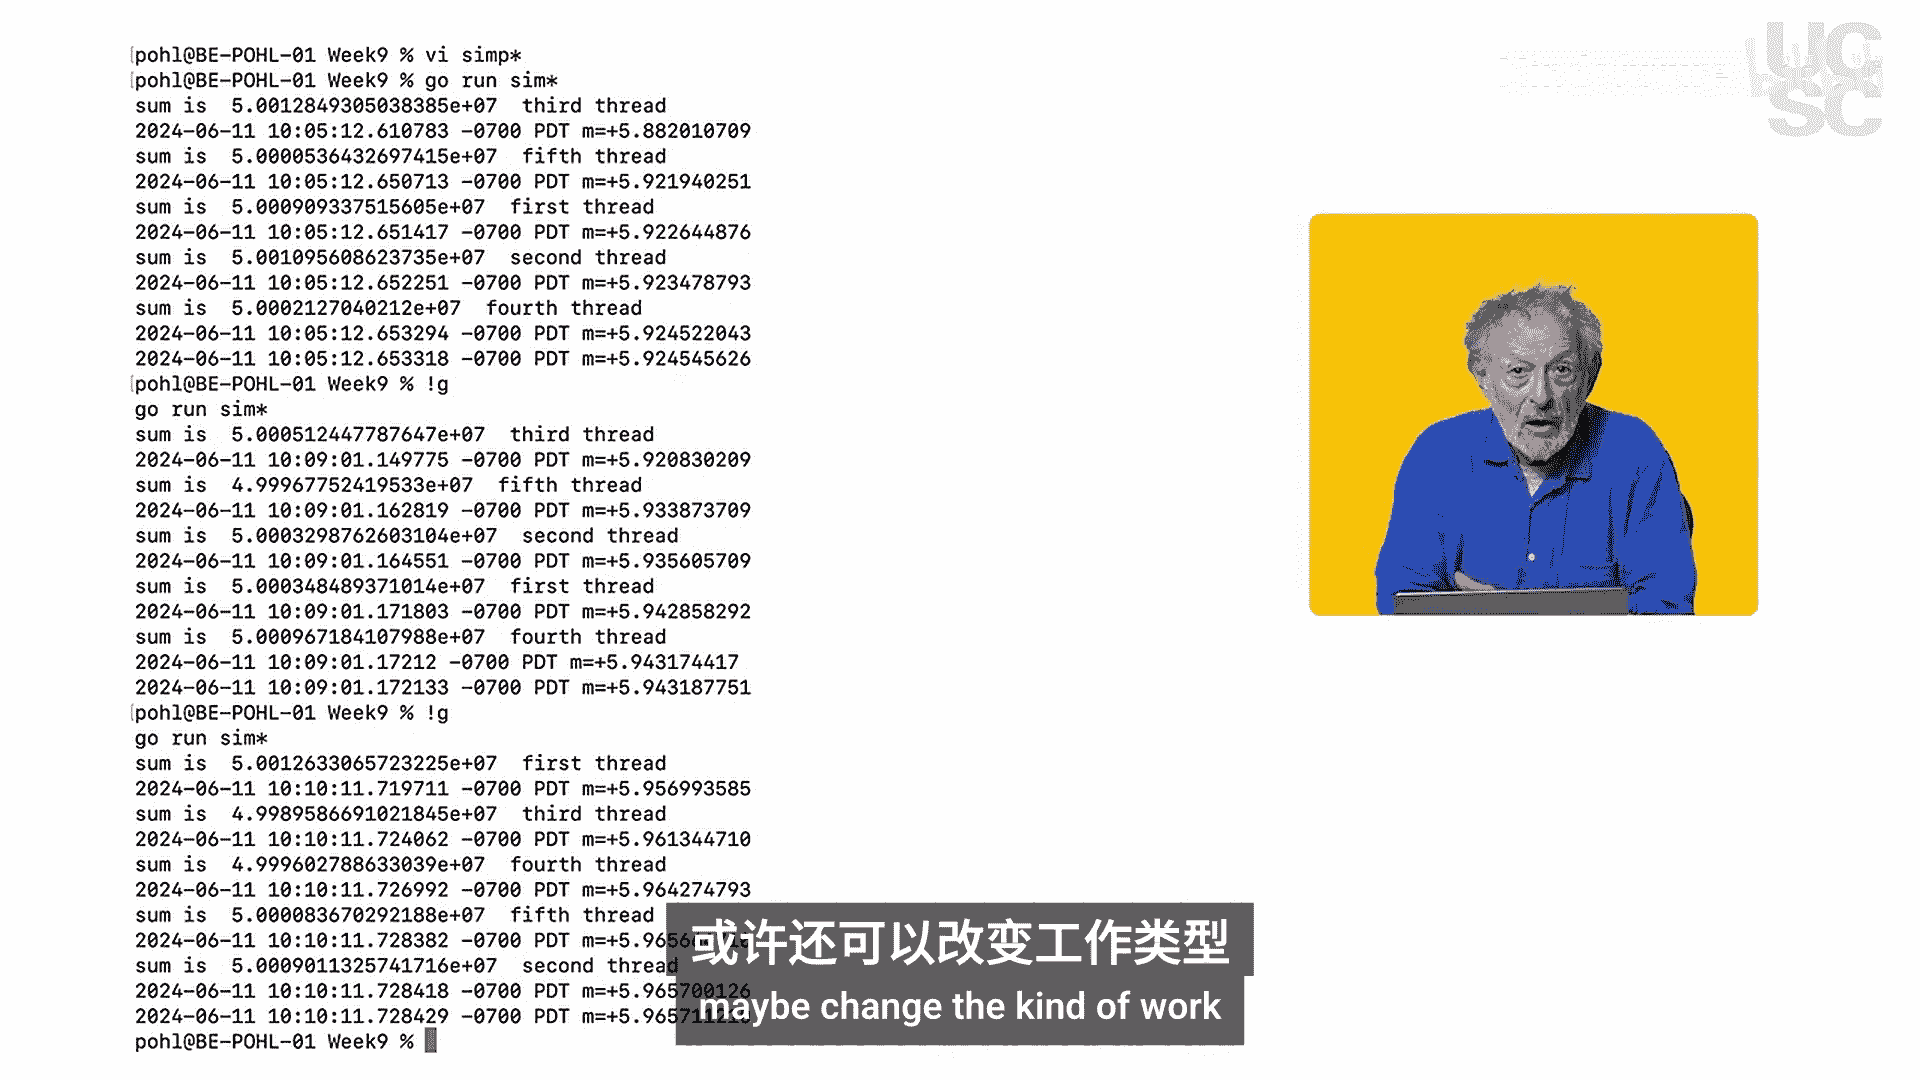 pohl@BE-POHL-01 Week9 % vi simp*
pohl@BE-POHL-01 Week9 % go run sim*
sum is  5.0012849305038385e+07  third thread
2024-06-11 10:05:12.610783 -0700 PDT m=+5.882010709
sum is  5.0000536432697415e+07  fifth thread
2024-06-11 10:05:12.650713 -0700 PDT m=+5.921940251
sum is  5.000909337515605e+07  first thread
2024-06-11 10:05:12.651417 -0700 PDT m=+5.922644876
sum is  5.001095608623735e+07  second thread
2024-06-11 10:05:12.652251 -0700 PDT m=+5.923478793
sum is  5.0002127040212e+07  fourth thread
2024-06-11 10:05:12.653294 -0700 PDT m=+5.924522043
2024-06-11 10:05:12.653318 -0700 PDT m=+5.924545626
pohl@BE-POHL-01 Week9 % !g
go run sim*
sum is  5.000512447787647e+07  third thread
2024-06-11 10:09:01.149775 -0700 PDT m=+5.920830209
sum is  4.999677752419533e+07  fifth thread
2024-06-11 10:09:01.162819 -0700 PDT m=+5.933873709
sum is  5.0003298762603104e+07  second thread
2024-06-11 10:09:01.164551 -0700 PDT m=+5.935605709
sum is  5.000348489371014e+07  first thread
2024-06-11 10:09:01.171803 -0700 PDT m=+5.942858292
sum is  5.000967184107988e+07  fourth thread
2024-06-11 10:09:01.17212 -0700 PDT m=+5.943174417
2024-06-11 10:09:01.172133 -0700 PDT m=+5.943187751
pohl@BE-POHL-01 Week9 % !g
go run sim*
sum is  5.0012633065723225e+07  first thread
2024-06-11 10:10:11.719711 -0700 PDT m=+5.956993585
sum is  4.9989586691021845e+07  third thread
2024-06-11 10:10:11.724062 -0700 PDT m=+5.961344710
sum is  4.999602788633039e+07  fourth thread
2024-06-11 10:10:11.726992 -0700 PDT m=+5.964274793
sum is  5.000083670292188e+07  fifth thread
2024-06-11 10:10:11.728382 -0700 PDT
sum is  5.0009011325741716e+07  second thread
2024-06-11 10:10:11.728418 -0700 PDT m=+5.965700126
2024-06-11 10:10:11.728429 -0700 PDT
pohl@BE-POHL-01 Week9 %
UC
SC
或许还可以改变工作类型
maybe change the kind of work